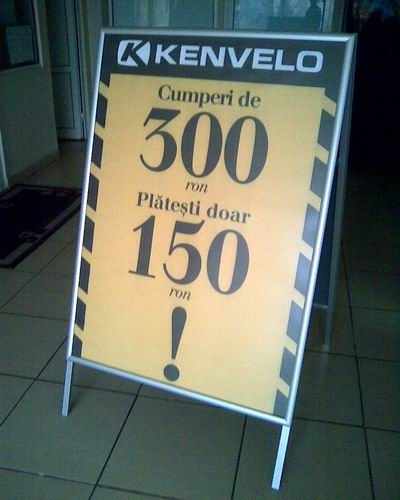 KENVELO
Cumperi de
300
ron
Plătești doar
150
ron
!